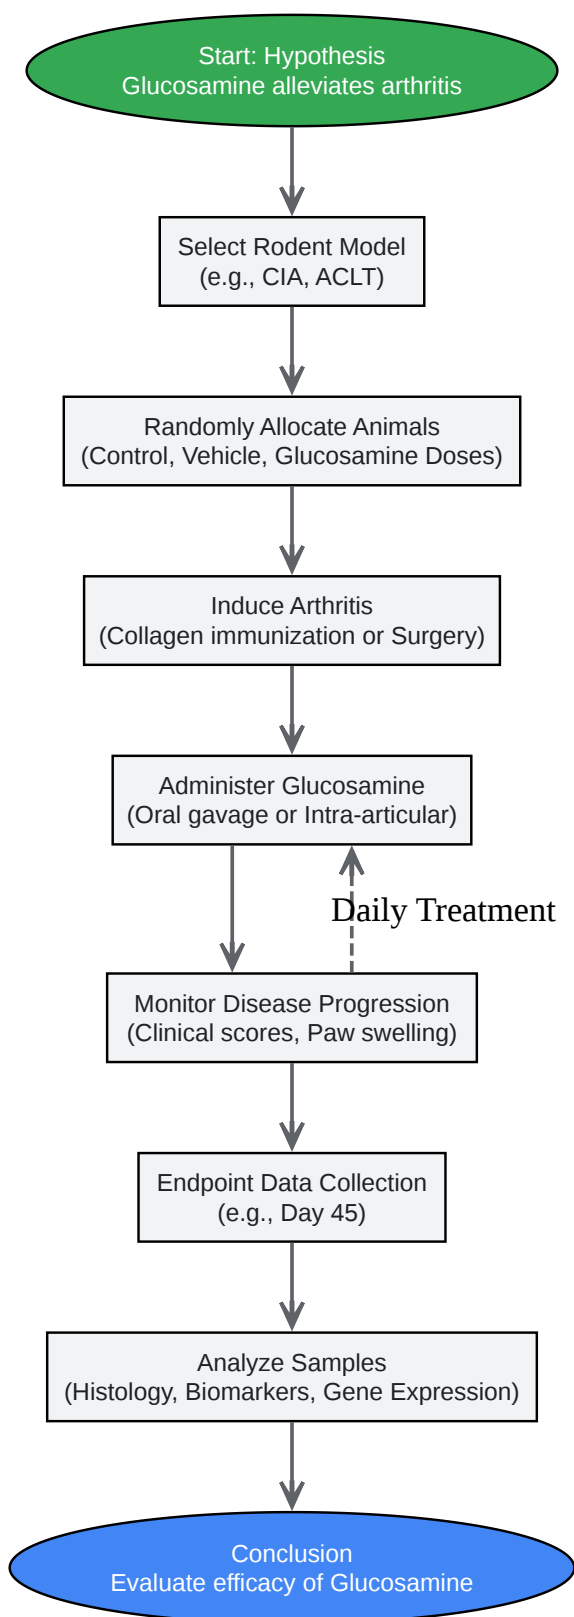 Start: Hypothesis
Glucosamine alleviates arthritis
Select Rodent Model
(e.g., CIA, ACLT)
Randomly Allocate Animals
(Control, Vehicle, Glucosamine Doses)
Induce Arthritis
(Collagen immunization or Surgery)
Administer Glucosamine
(Oral gavage or Intra-articular)
Daily Treatment
Monitor Disease Progression
(Clinical scores, Paw swelling)
Endpoint Data Collection
(e.g., Day 45)
Analyze Samples
(Histology, Biomarkers, Gene Expression)
Conclusion
Evaluate efficacy of Glucosamine